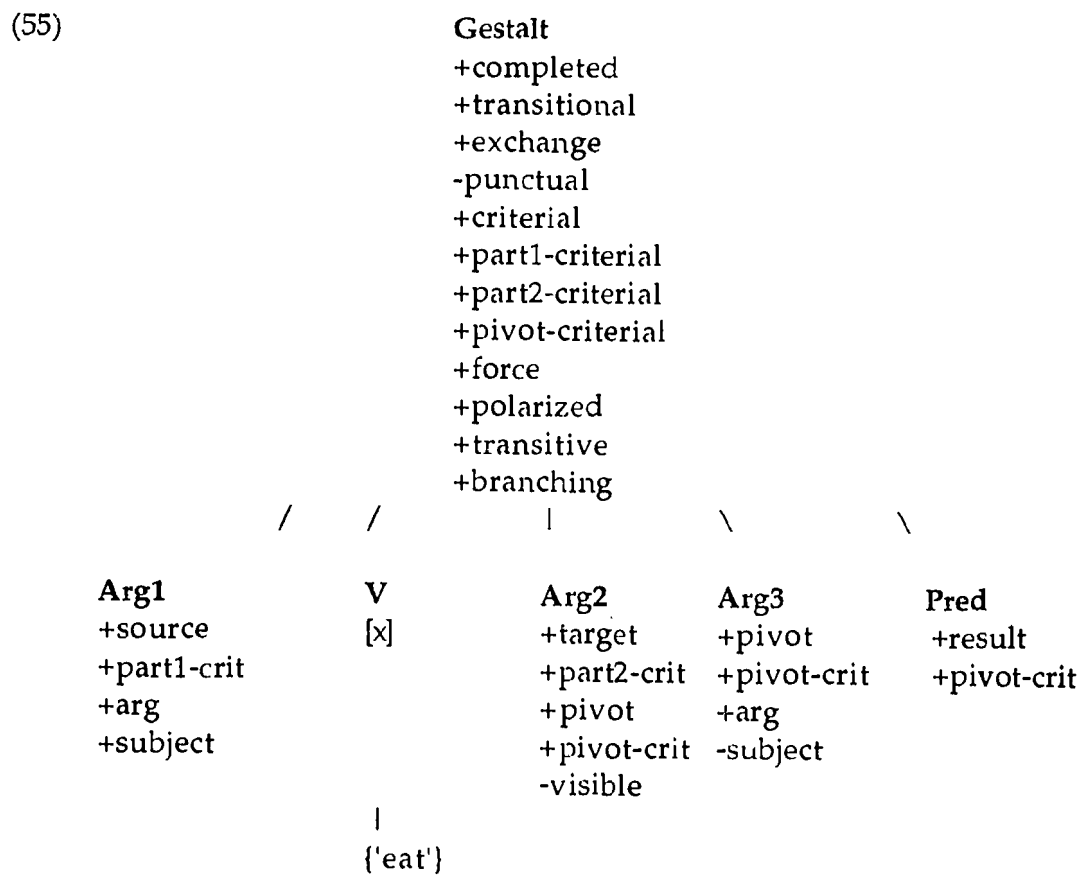 (55) Gestalt
+completed
+transitional
+exchange
-punctual
+criterial
+part1-criterial
+part2-criterial
+pivot-criterial
+force
+polarized
+transitive
+branching
/ / | \ \
Arg1 V Arg2 Arg3 Pred
+source [x] +target +pivot +result
+part1-crit +part2-crit +pivot-crit +pivot-crit
+arg +pivot +arg
+subject +pivot-crit -subject
-visible
|
{'eat'}